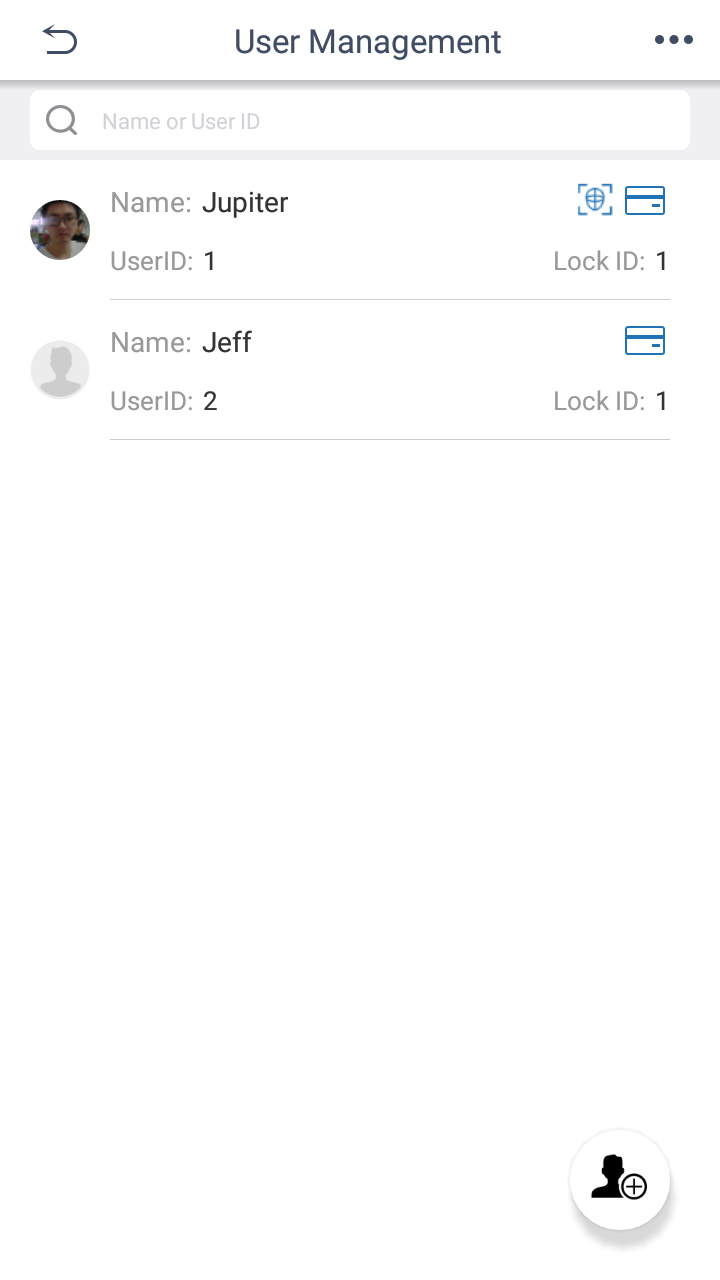 User Management
Name or User ID
Name: Jupiter
UserID: 1 Lock ID: 1
Name: Jeff
UserID: 2 Lock ID: 1